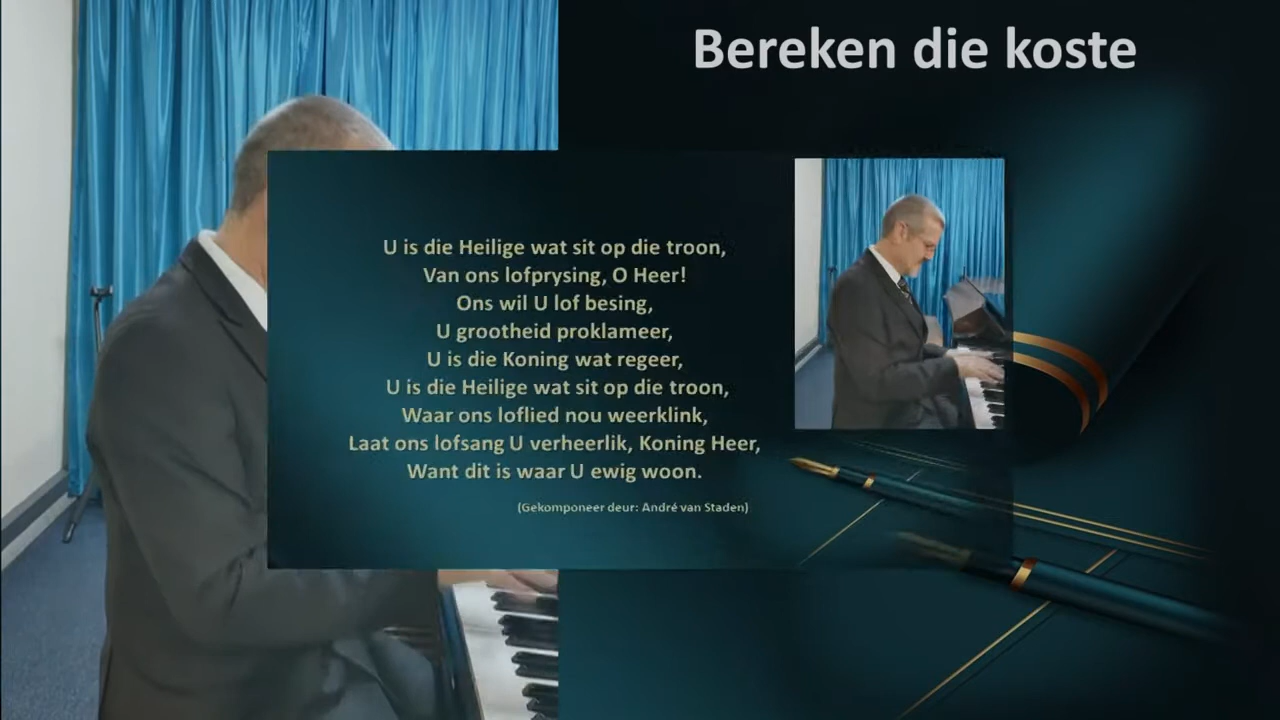 Bereken die koste
U is die Heilige wat sit op die troon,
Van ons lofprysing, O Heer!
Ons wil U lof besing,
U grootheid proklameer,
U is die Koning wat regeer,
U is die Heilige wat sit op die troon,
Waar ons loflied nou weerklink,
Laat ons lofsang U verheerlik, Koning Heer,
Want dit is waar U ewig woon.
(Gekomponeer deur: André van Staden)